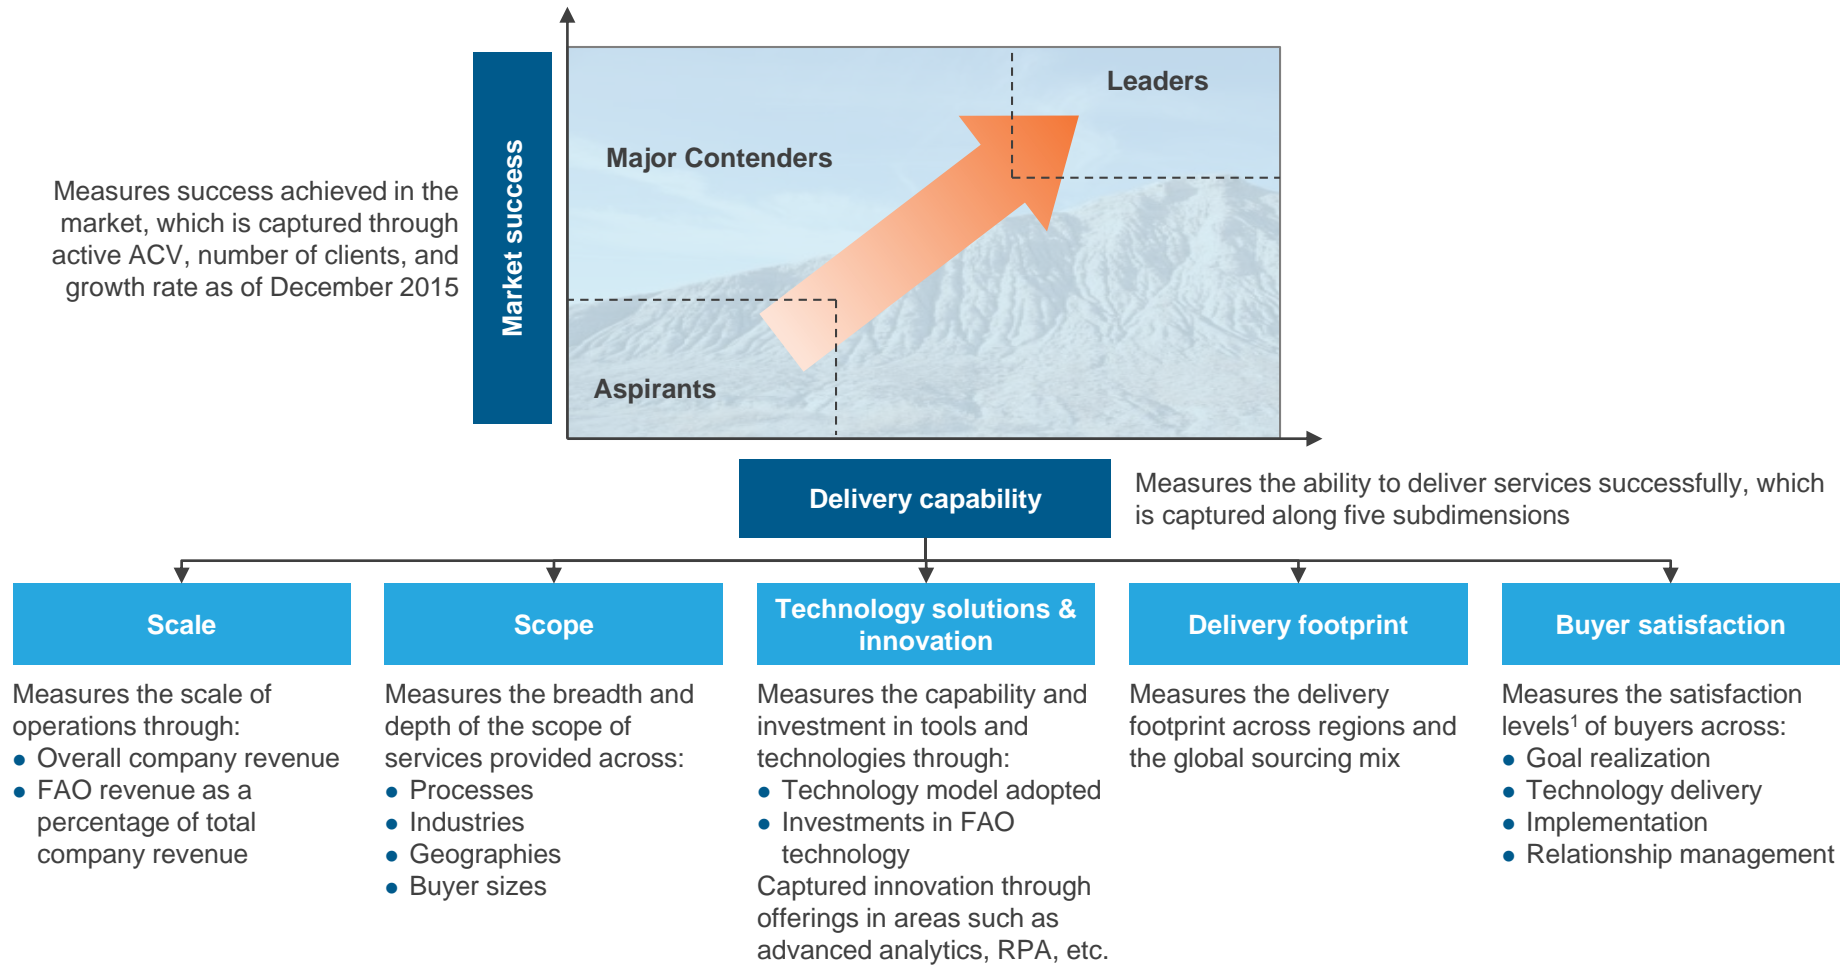 Leaders
Major Contenders
Aspirants
Market success
Measures success achieved in the
market, which is captured through
active ACV, number of clients, and
growth rate as of December 2015
Delivery capability
Measures the ability to deliver services successfully, which
is captured along five subdimensions
Scale
Measures the scale of
operations through:
● Overall company revenue
● FAO revenue as a
percentage of total
company revenue
Scope
Measures the breadth and
depth of the scope of
services provided across:
● Processes
● Industries
● Geographies
● Buyer sizes
Technology solutions &
innovation
Measures the capability and
investment in tools and
technologies through:
● Technology model adopted
● Investments in FAO
technology
Captured innovation through
offerings in areas such as
advanced analytics, RPA, etc.
Delivery footprint
Measures the delivery
footprint across regions and
the global sourcing mix
Buyer satisfaction
Measures the satisfaction
levels¹ of buyers across:
● Goal realization
● Technology delivery
● Implementation
● Relationship management